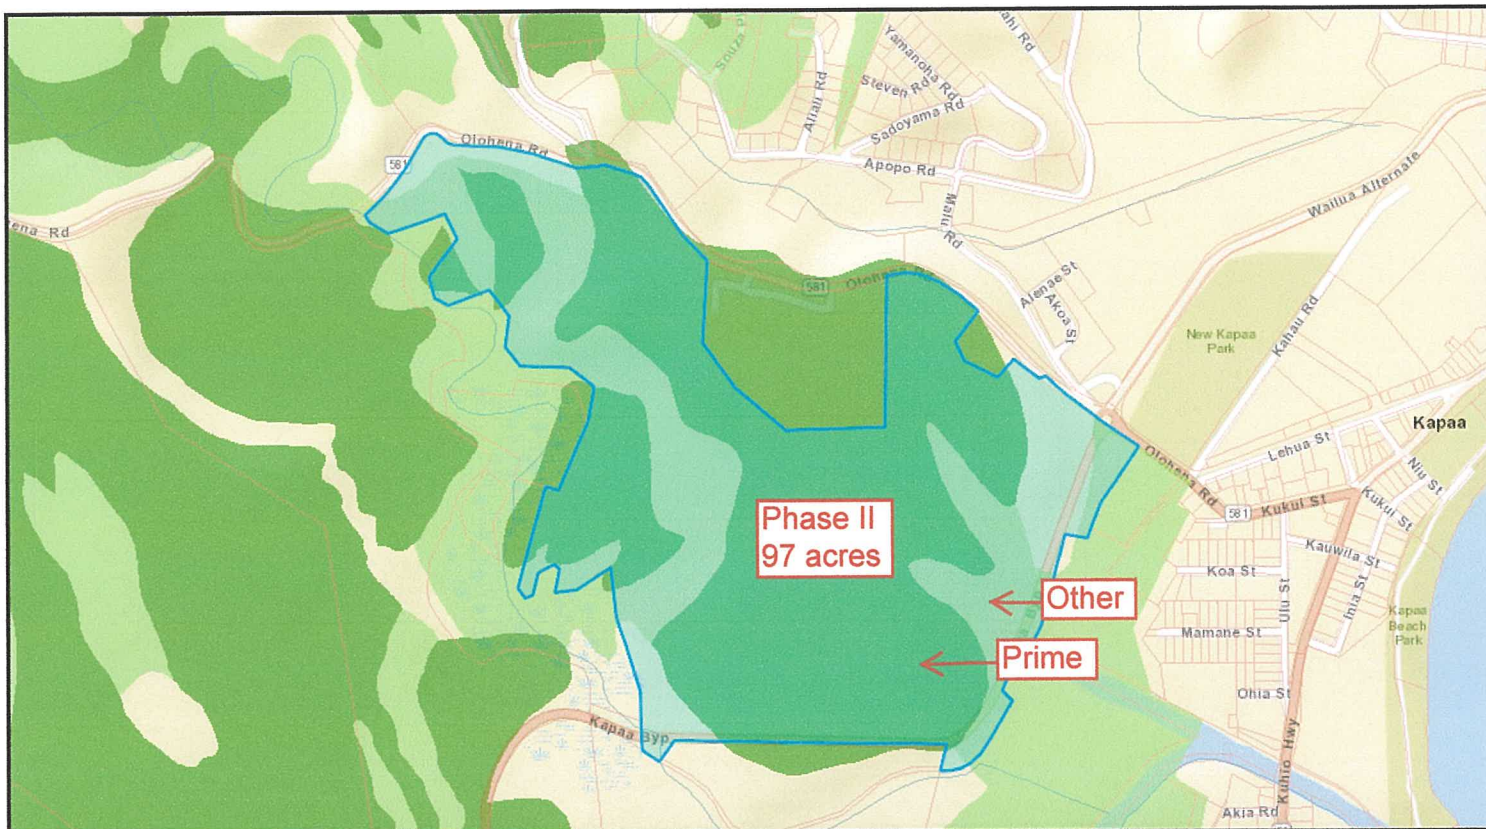 Souza P
ahi Rd
Yamanoha Rd
Steven Rd
Aliali Rd
Sadoyama Rd
Apopo Rd
Olohena Rd
581
ena Rd
Malu Rd
Wailua Alternate
Olohena Rd
581
Alenae St
Akoa St
New Kapaa
Park
Kahau Rd
Kapaa
Lehua St
Niu St
Olohena Rd
581
Kukui St
Kukui St
Kauwila St
Phase II
97 acres
Koa St
Ulu St
Inia St
Other
Kapaa
Beach
Park
Mamane St
Prime
Ohia St
Kapaa Byp
Kuhio Hwy
Akia Rd